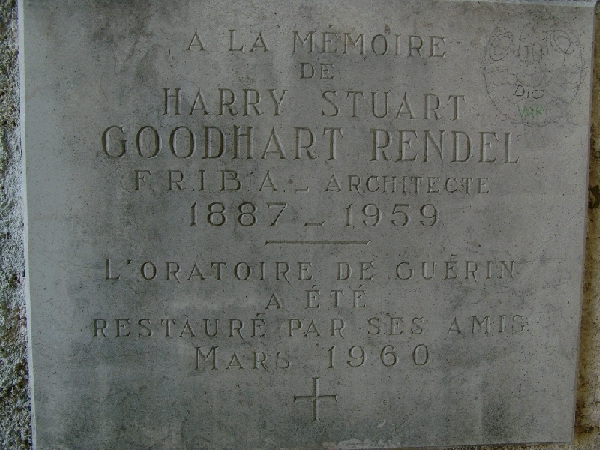 A LA MÉMOIRE
DE
HARRY STUART
GOODHART RENDEL
F.R.I.B.A. _ ARCHITECTE
1887 _ 1959
L'ORATOIRE DE GUÉRIN
A ÉTÉ
RESTAURÉ PAR SES AMIS
MARS 1960